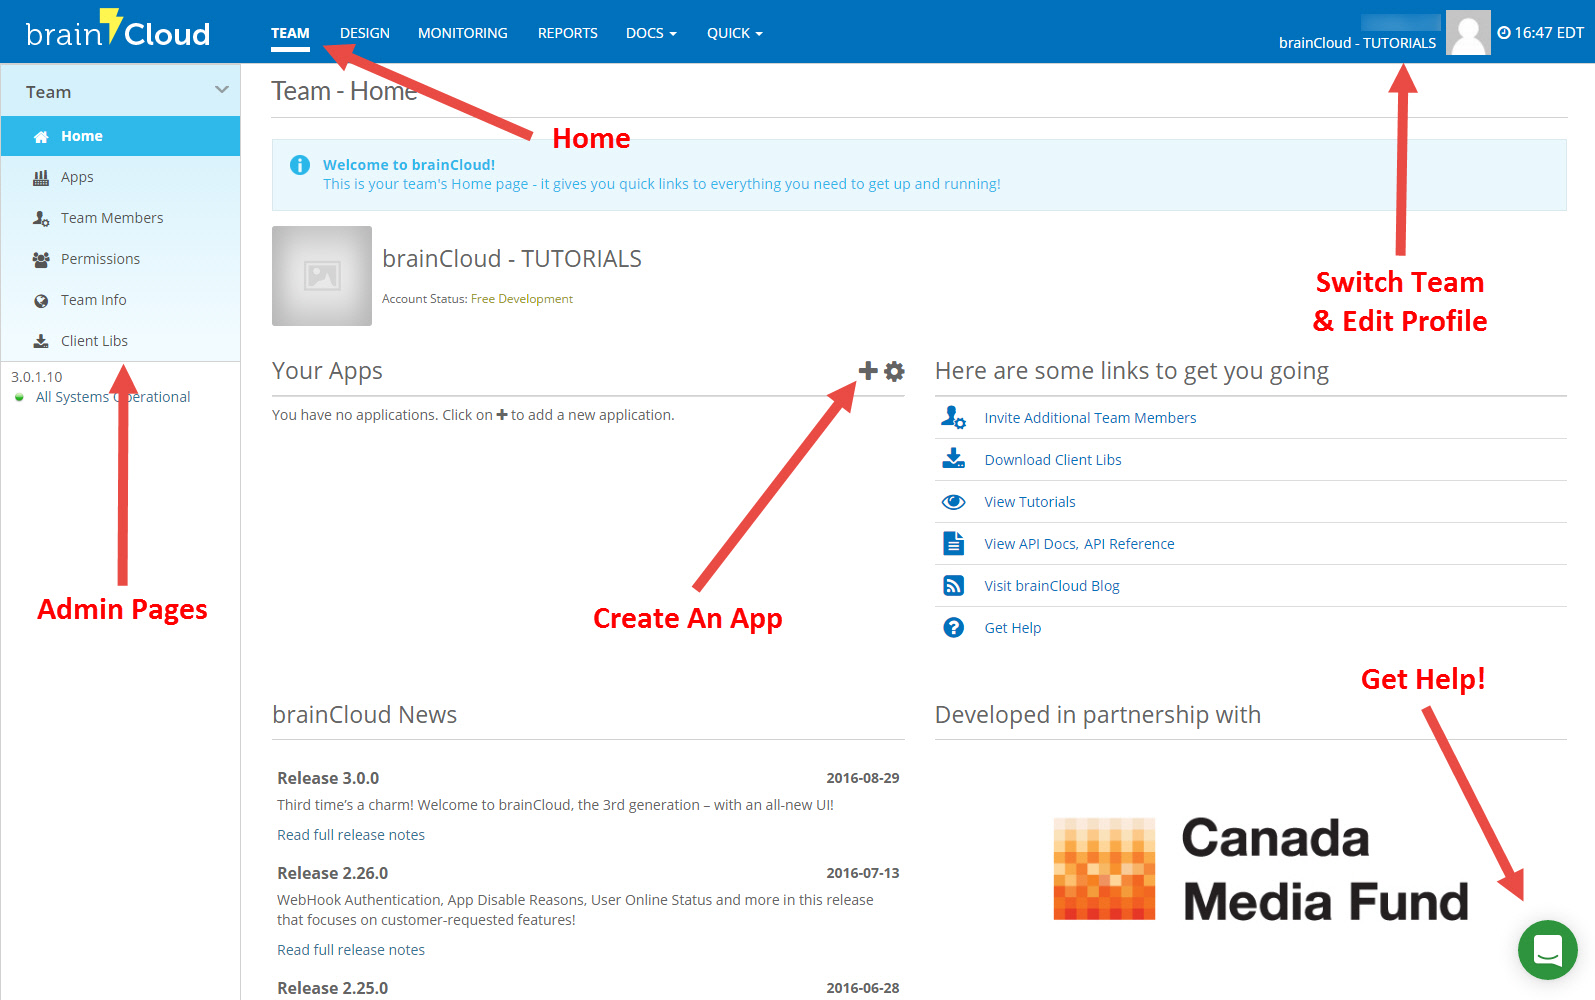 brainCloud
TEAM
DESIGN
MONITORING
REPORTS
DOCS
QUICK
brainCloud - TUTORIALS
16:47 EDT
Team
Home
Apps
Team Members
Permissions
Team Info
Client Libs
3.0.1.10
All Systems Operational
Admin Pages
Team - Home
Home
Welcome to brainCloud!
This is your team's Home page - it gives you quick links to everything you need to get up and running!
brainCloud - TUTORIALS
Account Status: Free Development
Switch Team
& Edit Profile
Your Apps
You have no applications. Click on + to add a new application.
Create An App
Here are some links to get you going
Invite Additional Team Members
Download Client Libs
View Tutorials
View API Docs, API Reference
Visit brainCloud Blog
Get Help
Get Help!
brainCloud News
Release 3.0.0 2016-08-29
Third time’s a charm! Welcome to brainCloud, the 3rd generation – with an all-new UI!
Read full release notes
Release 2.26.0 2016-07-13
WebHook Authentication, App Disable Reasons, User Online Status and more in this release
that focuses on customer-requested features!
Read full release notes
Release 2.25.0 2016-06-28
Developed in partnership with
Canada
Media Fund